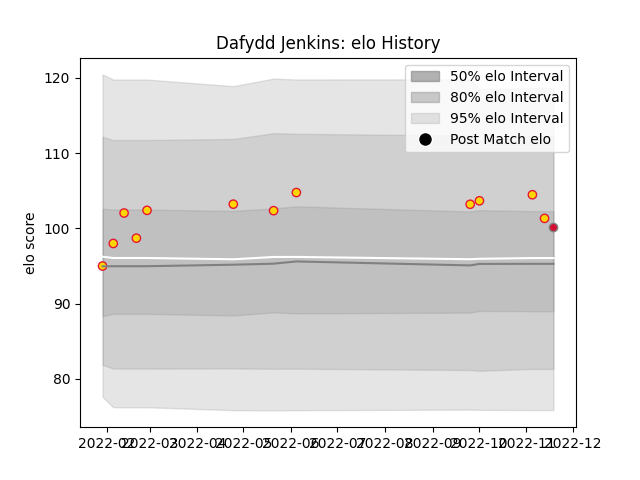 Dafydd Jenkins: elo History
120
110
100
90
80
elo score
50% elo Interval
80% elo Interval
95% elo Interval
Post Match elo
2022-02 2022-03 2022-04 2022-05 2022-06 2022-07 2022-08 2022-09 2022-10 2022-11 2022-12